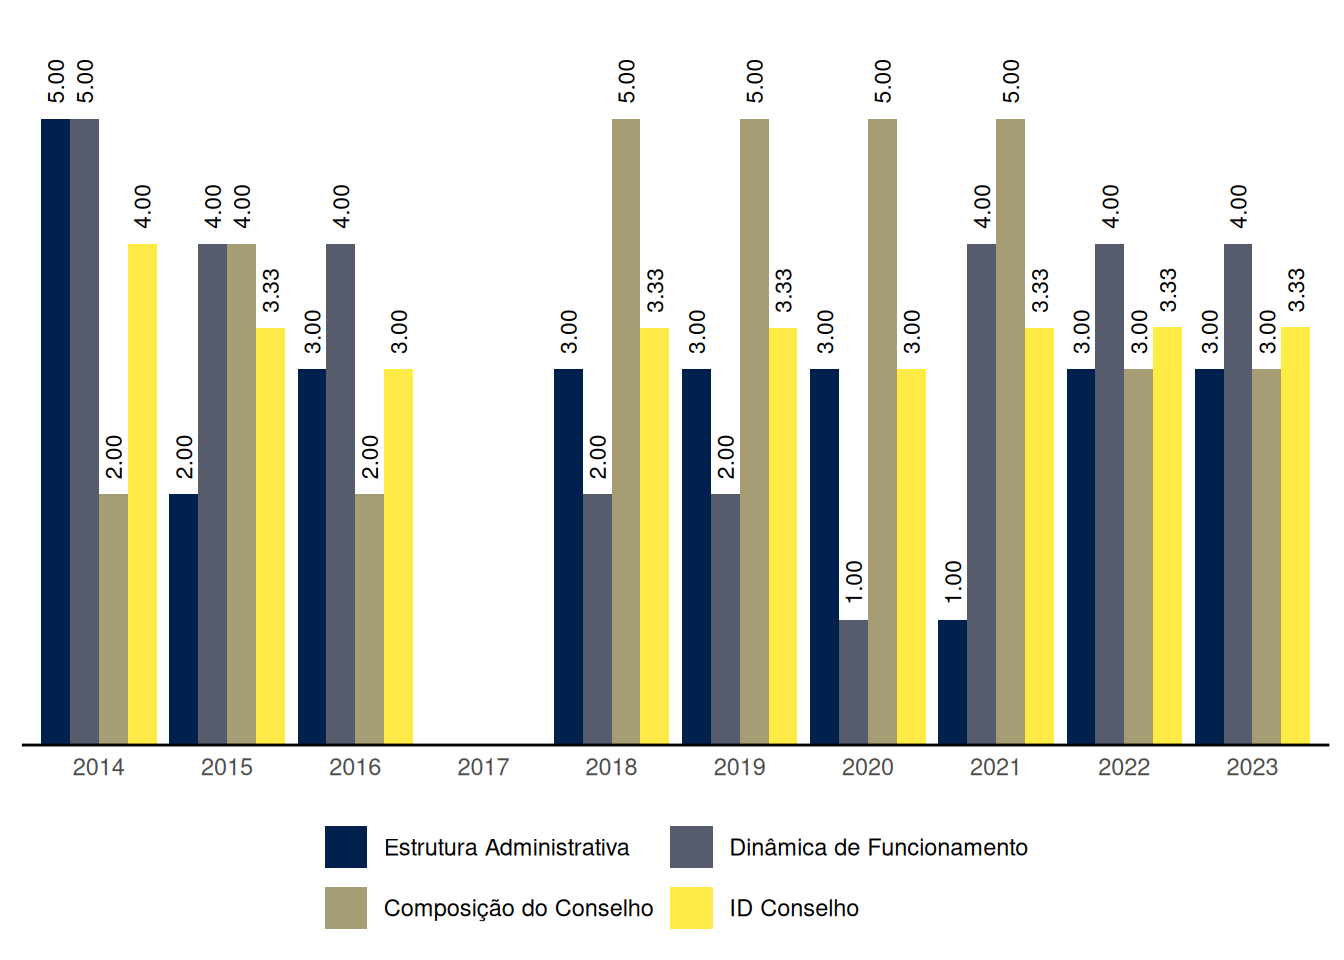 5.00 5.00 2.00 4.00 2.00 4.00 4.00 3.33 3.00 4.00 2.00 3.00 3.00 2.00 5.00 3.33 3.00 2.00 5.00 3.33 3.00 1.00 5.00 3.00 1.00 4.00 5.00 3.33 3.00 4.00 3.00 3.33 3.00 4.00 3.00 3.33
2014 2015 2016 2017 2018 2019 2020 2021 2022 2023
Estrutura Administrativa Dinâmica de Funcionamento
Composição do Conselho ID Conselho